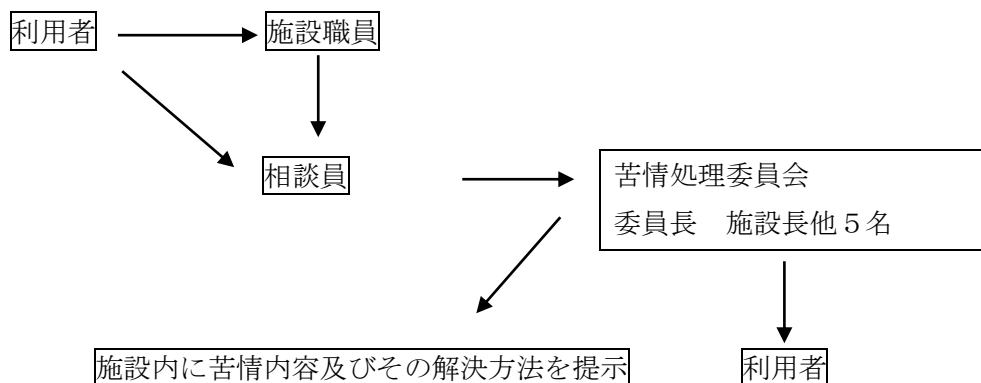 利用者
施設職員
相談員
苦情処理委員会
委員長　施設長他５名
施設内に苦情内容及びその解決方法を提示
利用者